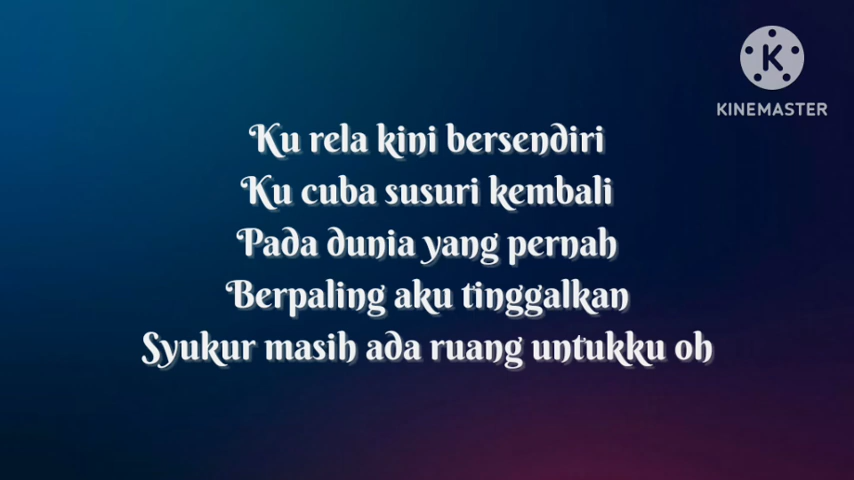 KINEMASTER
Ku rela kini bersendiri
Ku cuba susuri kembali
Pada dunia yang pernah
Berpaling aku tinggalkan
Syukur masih ada ruang untukku oh